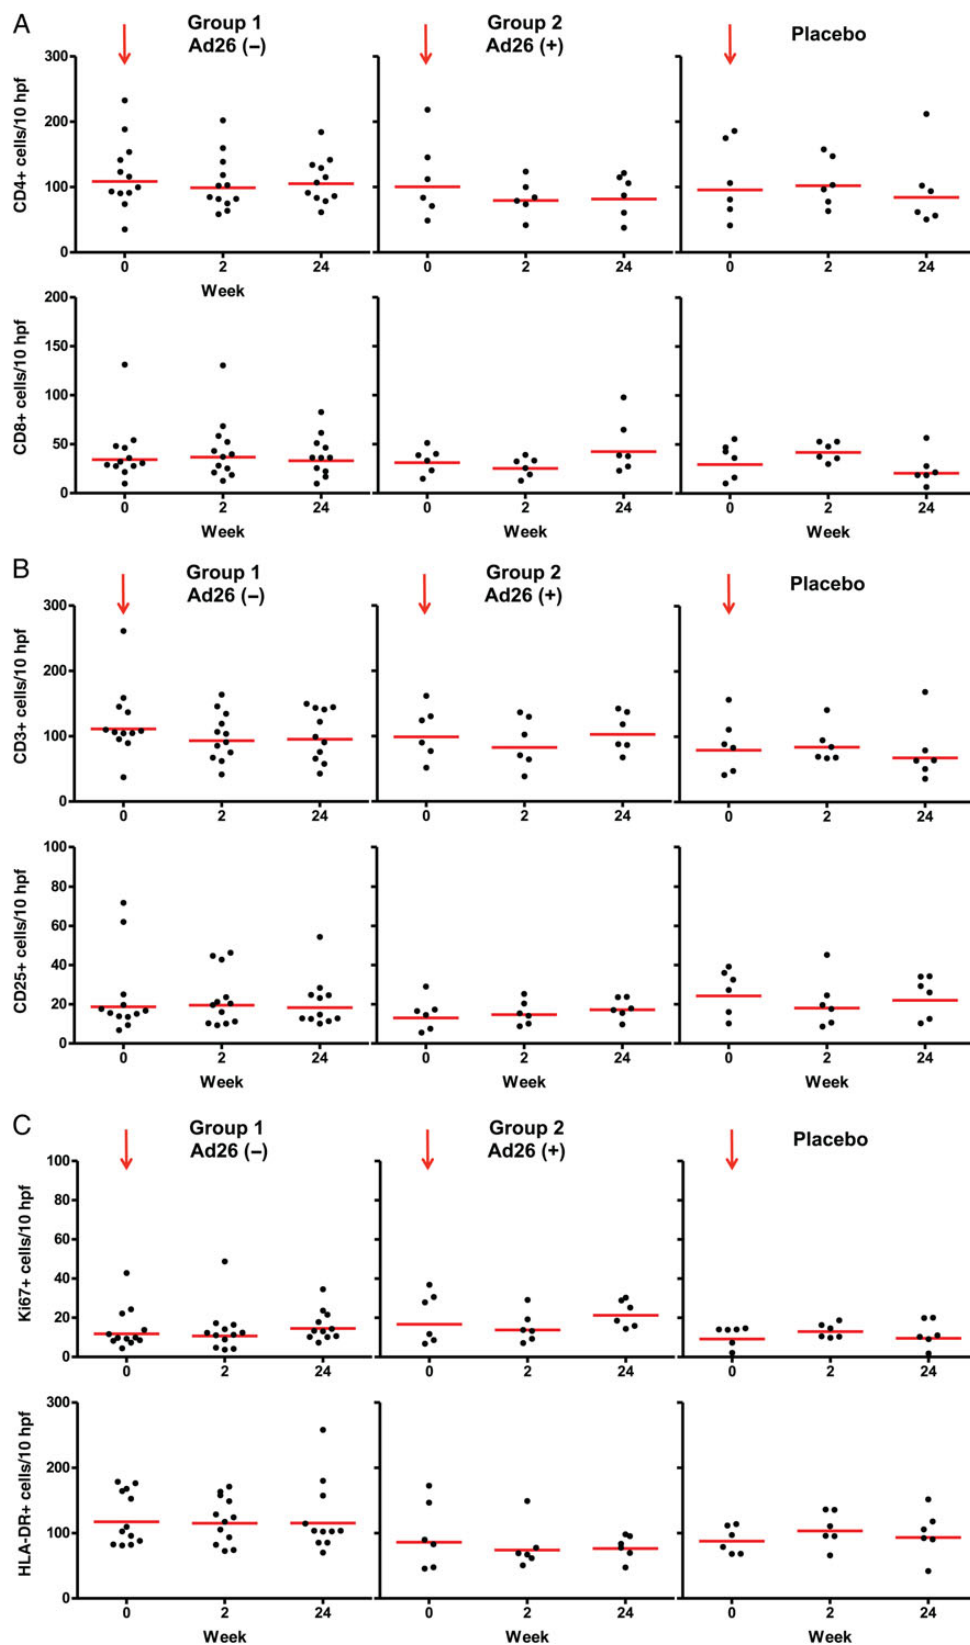 A
Group 1
Ad26 (–)
Group 2
Ad26 (+)
Placebo
CD4+ cells/10 hpf
300
200
100
0
0 2 24
0 2 24
0 2 24
Week
CD8+ cells/10 hpf
200
150
100
50
0
0 2 24
0 2 24
0 2 24
Week
Week
Week
B
Group 1
Ad26 (–)
Group 2
Ad26 (+)
Placebo
CD3+ cells/10 hpf
300
200
100
0
0 2 24
0 2 24
0 2 24
CD25+ cells/10 hpf
100
80
60
40
20
0
0 2 24
0 2 24
0 2 24
Week
Week
Week
C
Group 1
Ad26 (–)
Group 2
Ad26 (+)
Placebo
Ki67+ cells/10 hpf
100
80
60
40
20
0
0 2 24
0 2 24
0 2 24
HLA-DR+ cells/10 hpf
300
200
100
0
0 2 24
0 2 24
0 2 24
Week
Week
Week